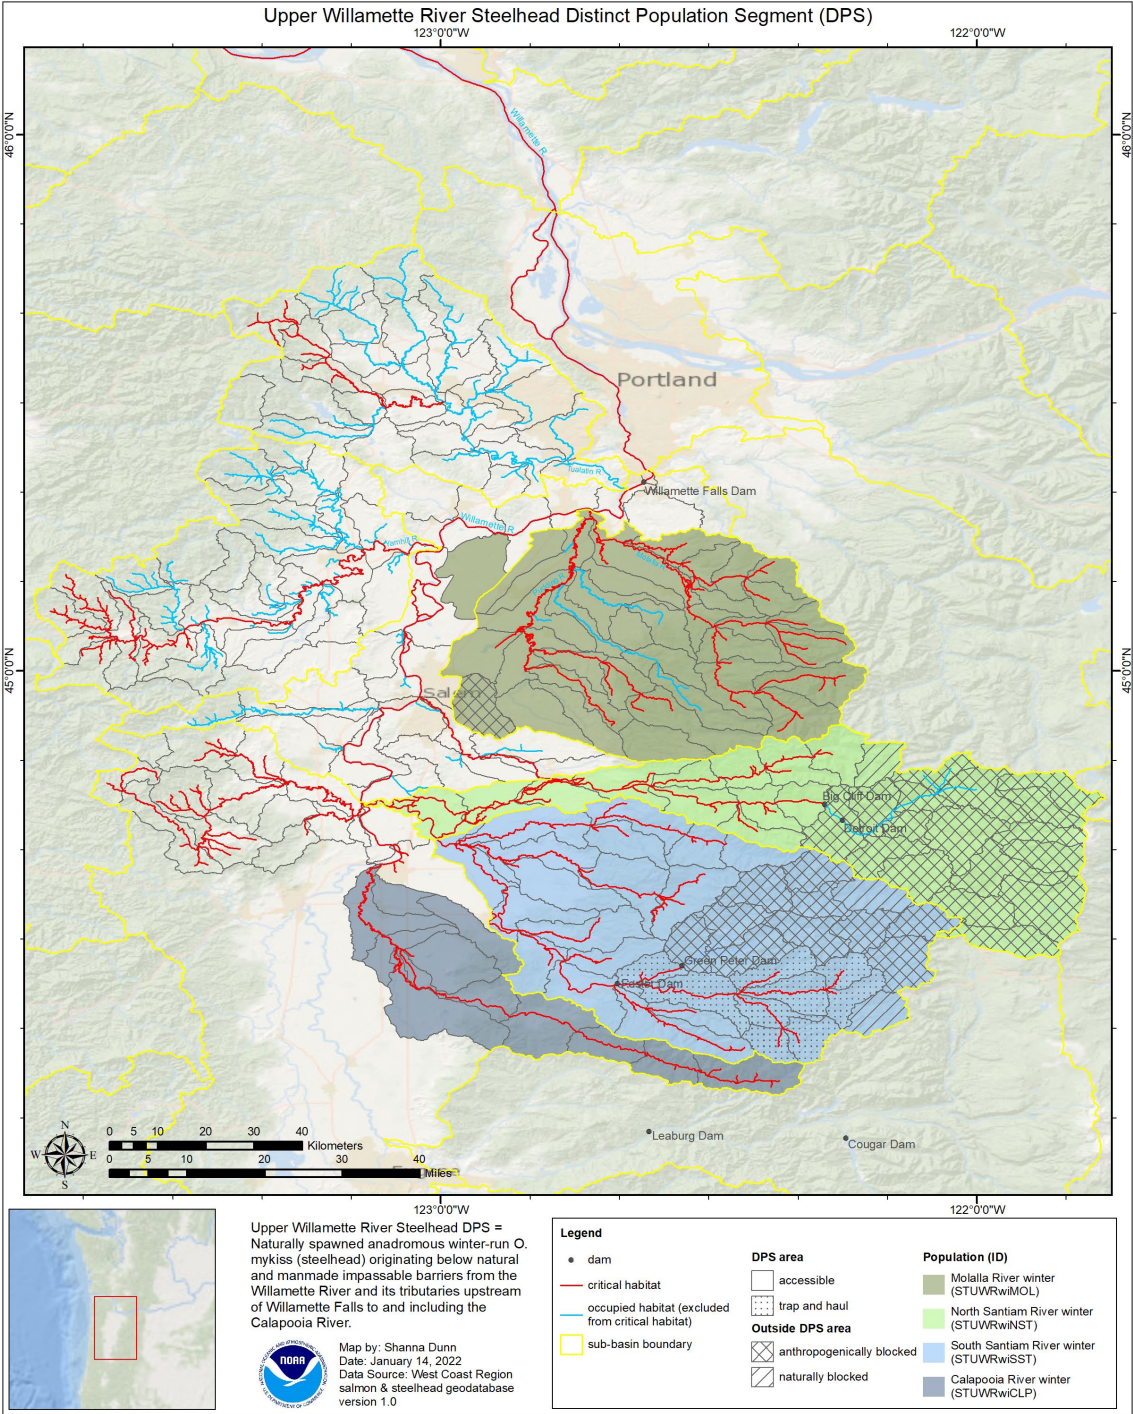 Upper Willamette River Steelhead Distinct Population Segment (DPS)
123°0'0"W
122°0'0"W
46°0'0"N
46°0'0"N
Willamette R.
Portland
Tualatin R.
Willamette Falls Dam
Willamette R.
Yamhill R.
45°0'0"N
45°0'0"N
Salem
Big Cliff Dam
Detroit Dam
Green Peter Dam
Foster Dam
Leaburg Dam
Cougar Dam
N
W
E
S
0 5 10 20 30 40
Kilometers
0 5 10 20 30 40
Miles
123°0'0"W
122°0'0"W
Upper Willamette River Steelhead DPS =
Naturally spawned anadromous winter-run O.
mykiss (steelhead) originating below natural
and manmade impassable barriers from the
Willamette River and its tributaries upstream
of Willamette Falls to and including the
Calapooia River.
NOAA
Map by: Shanna Dunn
Date: January 14, 2022
Data Source: West Coast Region
salmon & steelhead geodatabase
version 1.0
Legend
dam
critical habitat
occupied habitat (excluded
from critical habitat)
sub-basin boundary
DPS area
accessible
trap and haul
Outside DPS area
anthropogenically blocked
naturally blocked
Population (ID)
Molalla River winter
(STUWRwiMOL)
North Santiam River winter
(STUWRwiNST)
South Santiam River winter
(STUWRwiSST)
Calapooia River winter
(STUWRwiCLP)